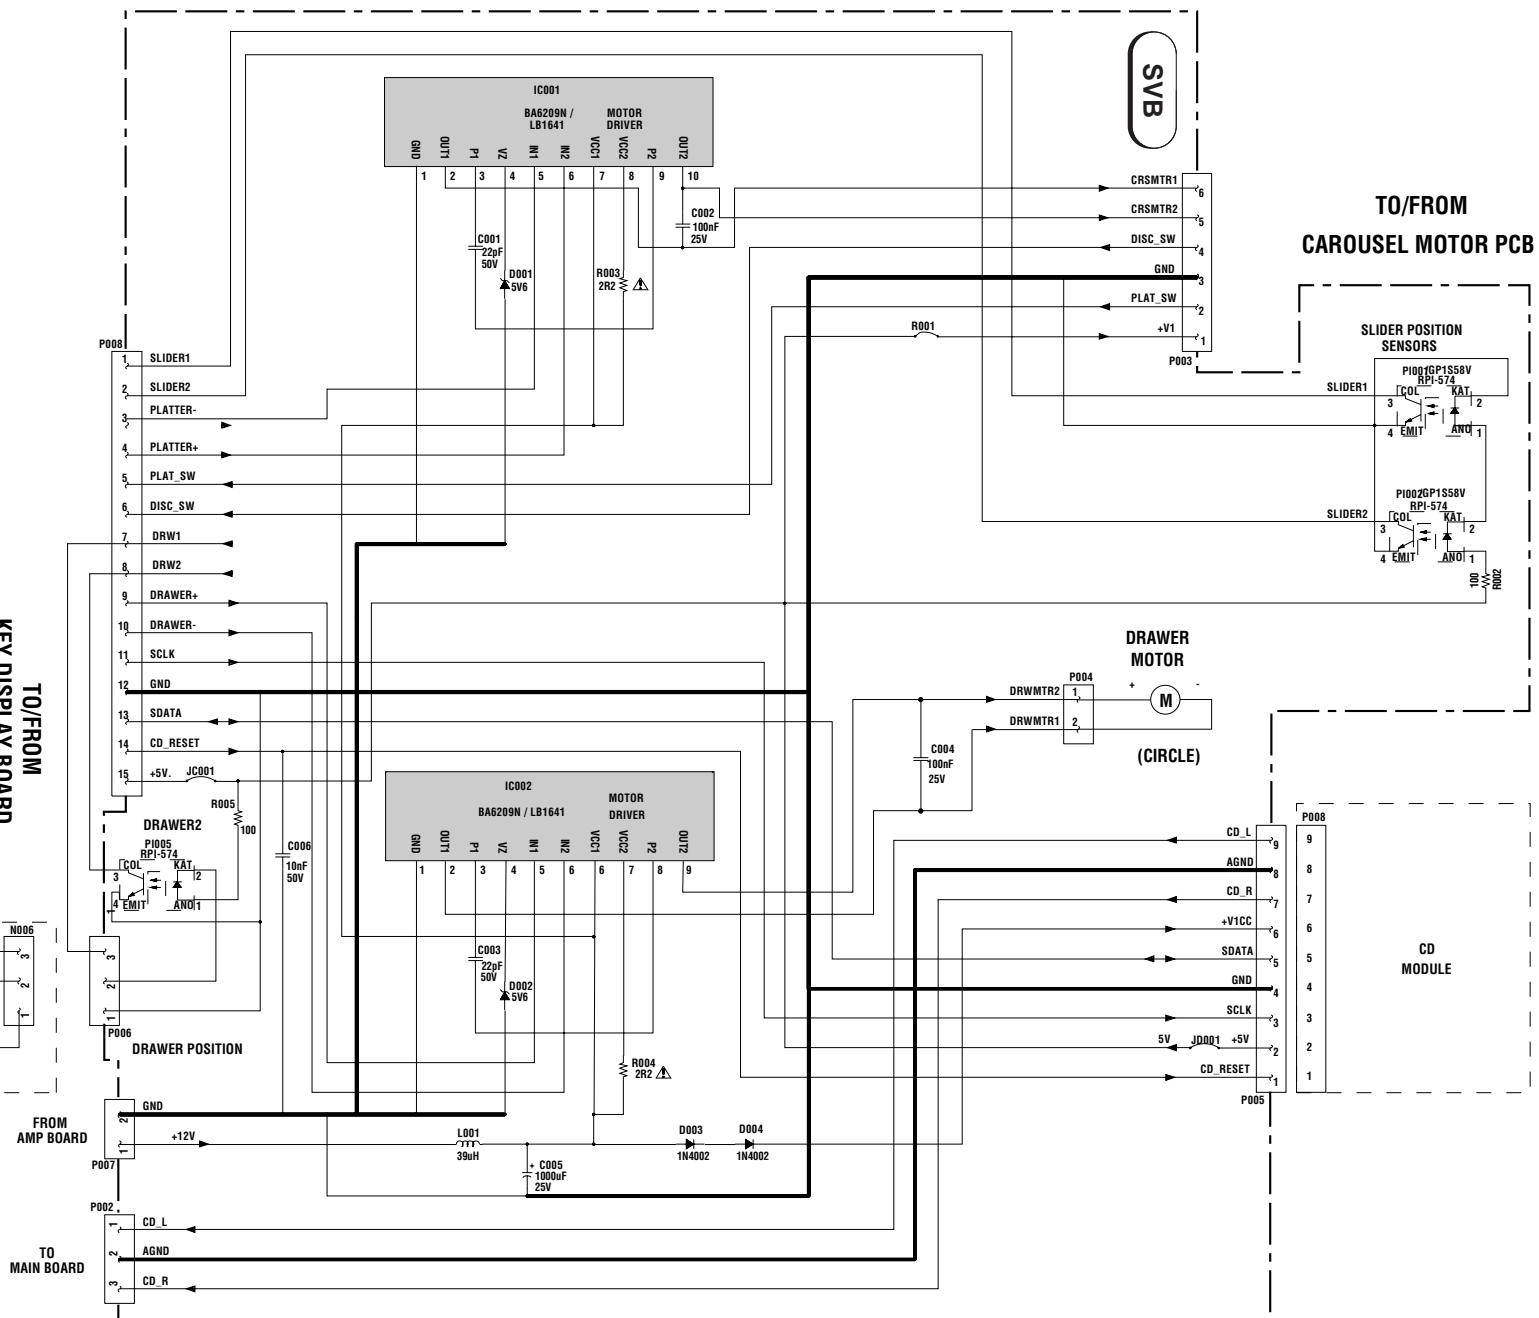 SVB
IC001
BA6209N / MOTOR
LB1641 DRIVER
GND OUT1 P1 VZ IN1 IN2 VCC1 VCC2 P2 OUT2
1 2 3 4 5 6 7 8 9 10
C001
22pF
50V
D001
5V6
R003
2R2
C002
100nF
25V
CRSMTR1 6
CRSMTR2 5
DISC_SW 4
GND 3
PLAT_SW 2
+V1 1
R001
P003
TO/FROM
CAROUSEL MOTOR PCB
SLIDER POSITION
SENSORS
PI001/GP1S58V
RPI-574
SLIDER1
COL KAT
3 2
4 EMIT ANO 1
PI002/GP1S58V
RPI-574
SLIDER2
COL KAT
3 2
4 EMIT ANO 1
100
R002
P008
1 SLIDER1
2 SLIDER2
3 PLATTER-
4 PLATTER+
5 PLAT_SW
6 DISC_SW
7 DRW1
8 DRW2
9 DRAWER+
10 DRAWER-
11 SCLK
12 GND
13 SDATA
14 CD_RESET
15 +5V. JC001
TO/FROM
KEY DISPLAY BOARD
R005
100
DRAWER2
PI005
RPI-574
COL KAT
3 2
4 EMIT ANO 1
1
C006
10nF
50V
N006
3
2
1
3
2
1
P006
DRAWER POSITION
IC002
BA6209N / LB1641
MOTOR
DRIVER
GND OUT1 P1 VZ IN1 IN2 VCC1 VCC2 P2 OUT2
1 2 3 4 5 6 6 7 8 9
C003
22pF
50V
D002
5V6
R004
2R2
DRAWER
MOTOR
P004
DRWMTR2 1
DRWMTR1 2
+ M -
(CIRCLE)
C004
100nF
25V
CD_L 9
AGND 8
CD_R 7
+V1CC 6
SDATA 5
GND 4
SCLK 3
5V JD001 +5V 2
CD_RESET 1
P005
P008
9
8
7
6
5
4
3
2
1
CD
MODULE
FROM
AMP BOARD
GND
2
+12V
1
P007
L001
39uH
+ C005
1000uF
25V
D003
1N4002
D004
1N4002
P002
1 CD_L
2 AGND
3 CD_R
TO
MAIN BOARD